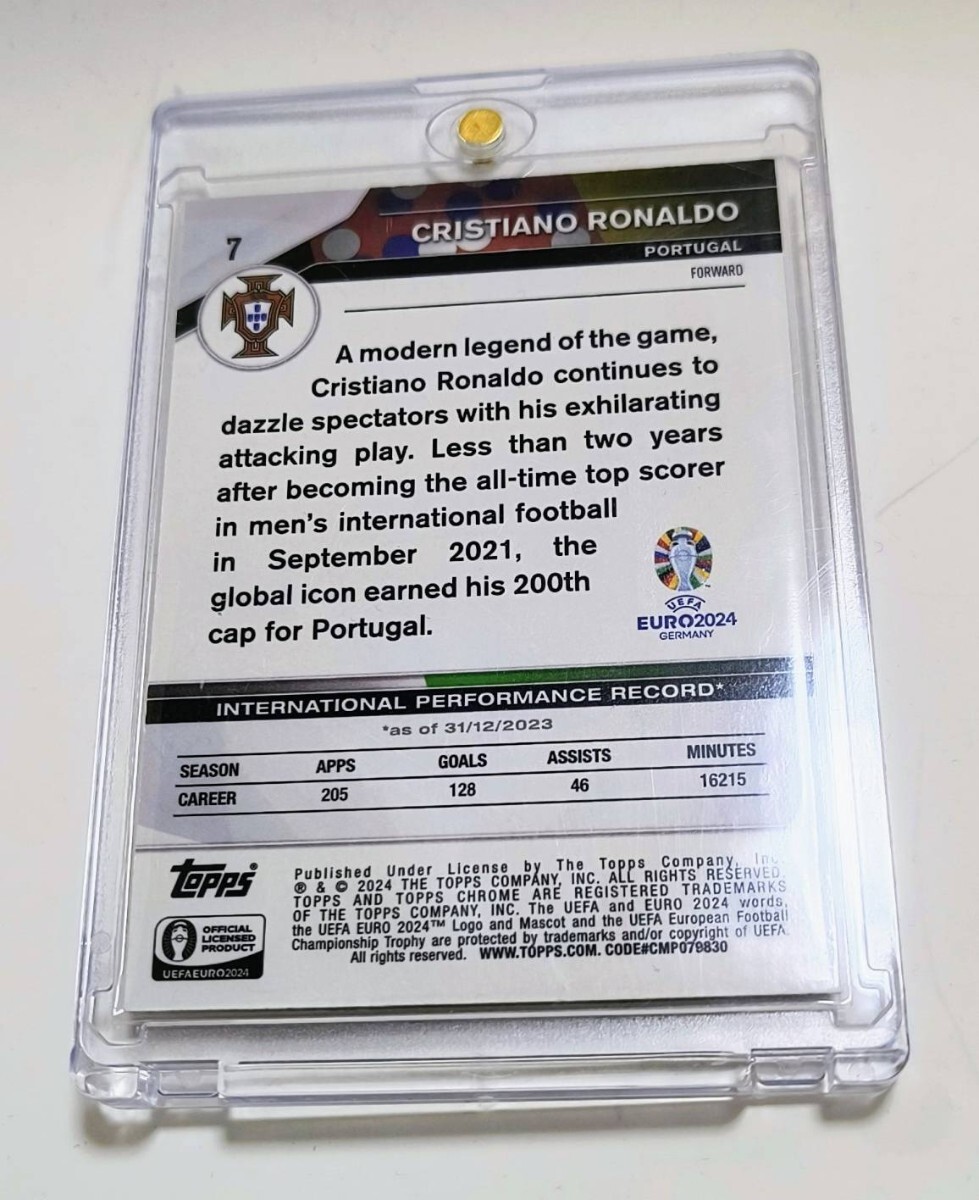 7
CRISTIANO RONALDO
PORTUGAL
FORWARD
A modern legend of the game,
Cristiano Ronaldo continues to
dazzle spectators with his exhilarating
attacking play. Less than two years
after becoming the all-time top scorer
in men's international football
in September 2021, the
global icon earned his 200th
cap for Portugal.
UEFA
EURO2024
GERMANY
INTERNATIONAL PERFORMANCE RECORD*
*as of 31/12/2023
SEASON APPS GOALS ASSISTS MINUTES
CAREER 205 128 46 16215
topps®
OFFICIAL
LICENSED
PRODUCT
UEFAEURO2024
Published Under License by The Topps Company, Inc.
® & © 2024 THE TOPPS COMPANY, INC. ALL RIGHTS RESERVED.
TOPPS AND TOPPS CHROME ARE REGISTERED TRADEMARKS
OF THE TOPPS COMPANY, INC. The UEFA and EURO 2024 words,
the UEFA EURO 2024™ Logo and Mascot and the UEFA European Football
Championship Trophy are protected by trademarks and/or copyright of UEFA.
All rights reserved. WWW.TOPPS.COM. CODE#CMP079830